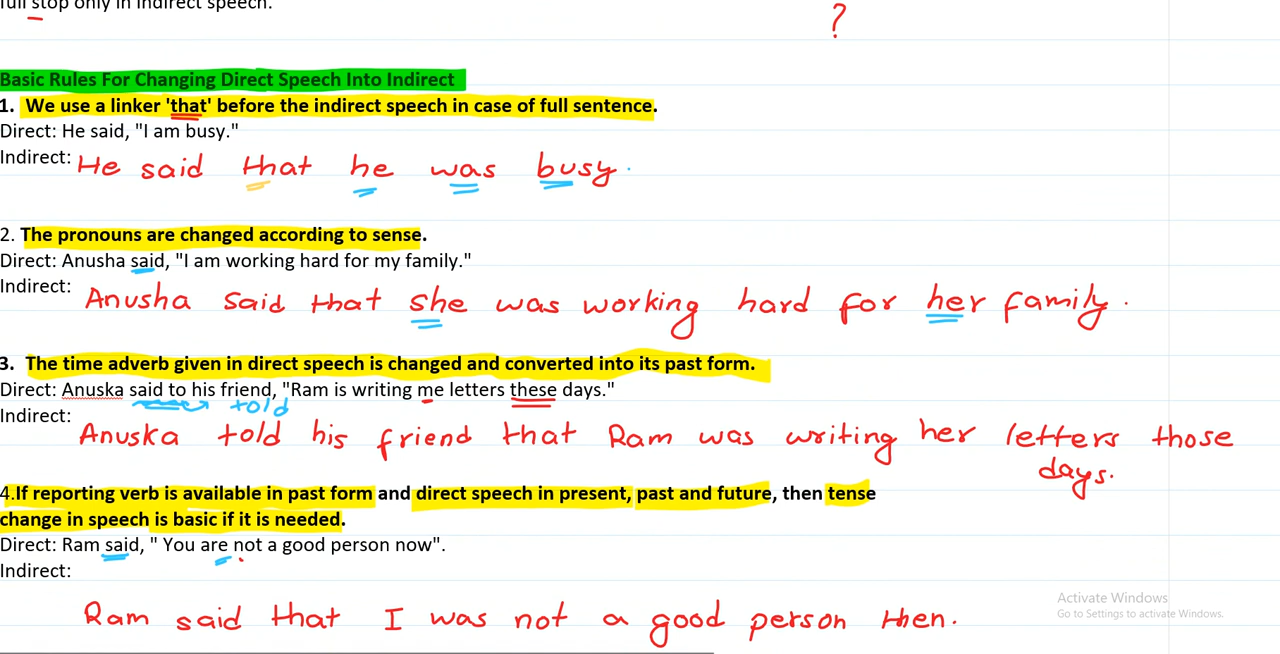 full stop only in indirect speech.
?
Basic Rules For Changing Direct Speech Into Indirect
1. We use a linker 'that' before the indirect speech in case of full sentence.
Direct: He said, "I am busy."
Indirect: He said that he was busy.
2. The pronouns are changed according to sense.
Direct: Anusha said, "I am working hard for my family."
Indirect: Anusha said that she was working hard for her family.
3. The time adverb given in direct speech is changed and converted into its past form.
Direct: Anuska said to his friend, "Ram is writing me letters these days."
told
Indirect: Anuska told his friend that Ram was writing her letters those
days.
4.If reporting verb is available in past form and direct speech in present, past and future, then tense
change in speech is basic if it is needed.
Direct: Ram said, " You are not a good person now".
Indirect:
Ram said that I was not a good person then.
Activate Windows
Go to Settings to activate Windows.